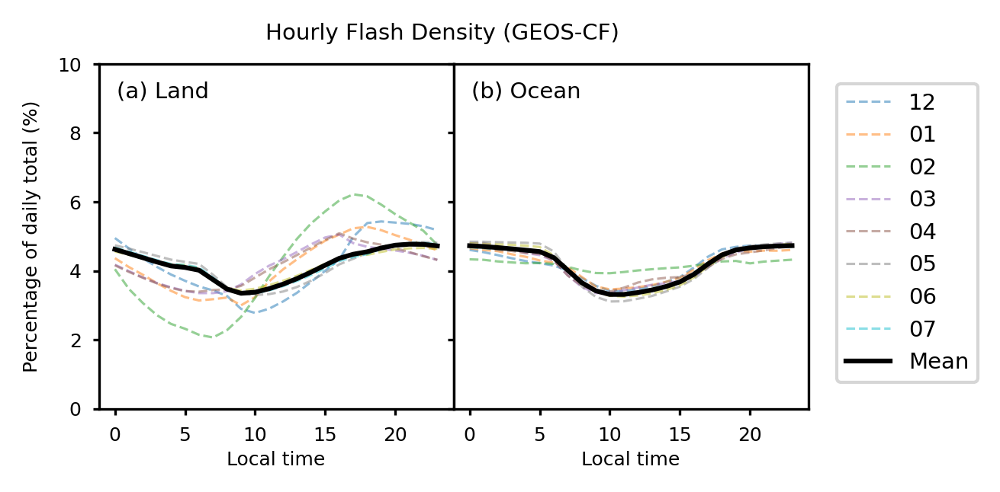 Hourly Flash Density (GEOS-CF)
Percentage of daily total (%)
10
8
6
4
2
0
(a) Land
0 5 10 15 20
Local time
(b) Ocean
0 5 10 15 20
Local time
12
01
02
03
04
05
06
07
Mean